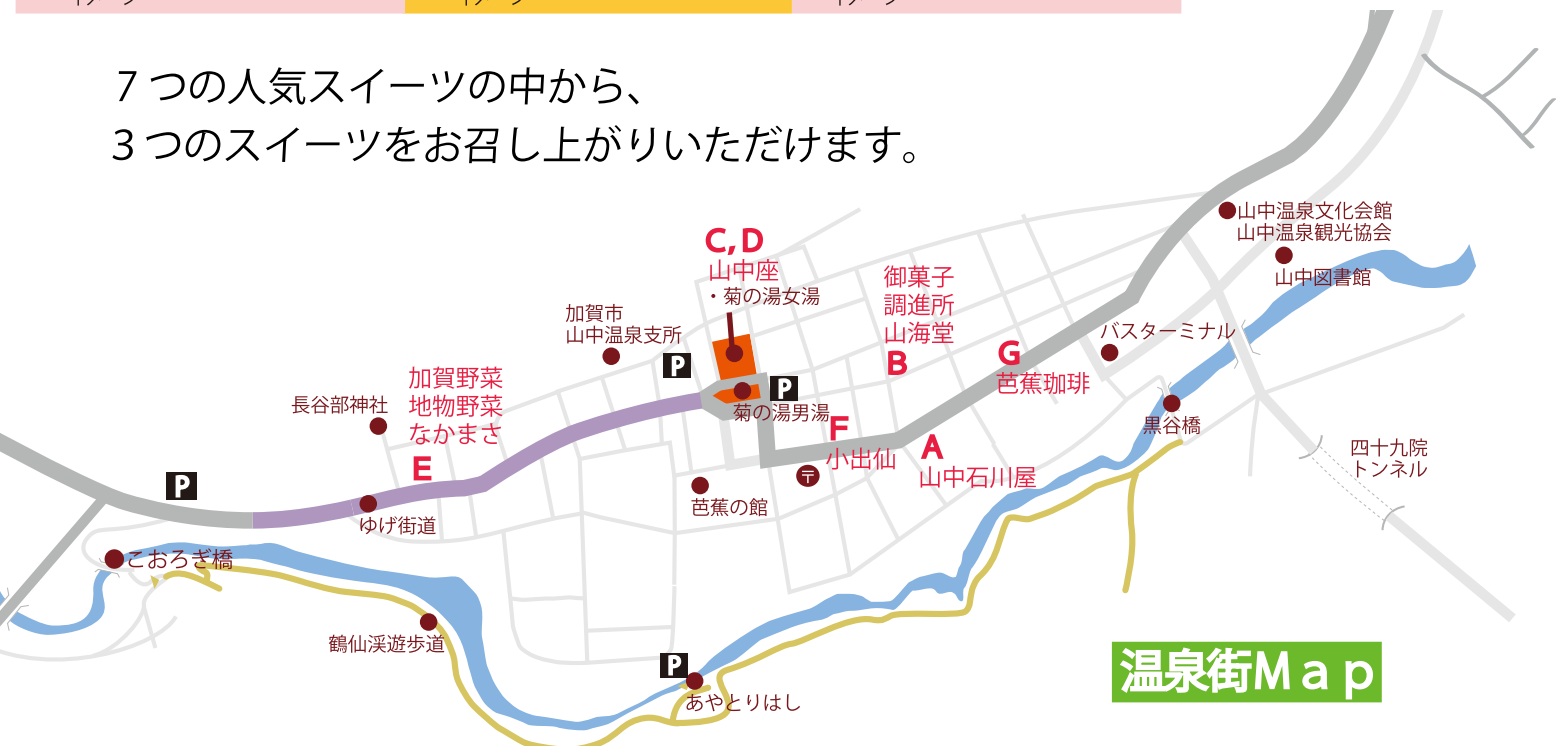 7つの人気スイーツの中から、
3つのスイーツをお召し上がりいただけます。
山中温泉文化会館
山中温泉観光協会
山中図書館
C,D
山中座
・菊の湯女湯
御菓子
調進所
山海堂
B
加賀市
山中温泉支所
P
バスターミナル
G
芭蕉珈琲
加賀野菜
地物野菜
なかまさ
E
長谷部神社
P
菊の湯男湯
F
小出仙
A
山中石川屋
黒谷橋
四十九院
トンネル
〒
芭蕉の館
P
ゆげ街道
こおろぎ橋
鶴仙渓遊歩道
P
あやとりはし
温泉街Map